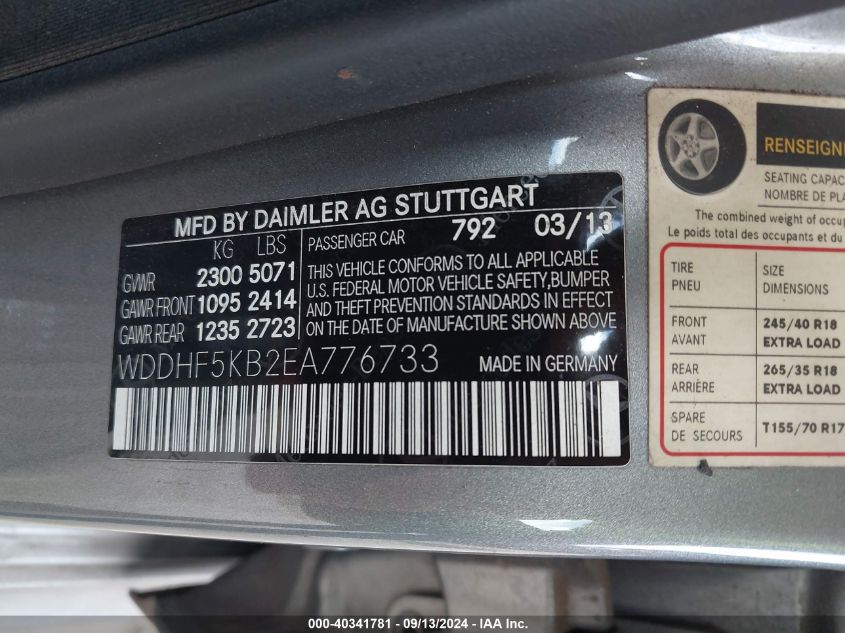 MFD BY DAIMLER AG STUTTGART
KG LBS
GVWR 2300 5071
GAWR FRONT 1095 2414
GAWR REAR 1235 2723
PASSENGER CAR 792 03/13
THIS VEHICLE CONFORMS TO ALL APPLICABLE
U.S. FEDERAL MOTOR VEHICLE SAFETY,BUMPER
AND THEFT PREVENTION STANDARDS IN EFFECT
ON THE DATE OF MANUFACTURE SHOWN ABOVE
WDDHF5KB2EA776733 MADE IN GERMANY
SEATING
NOMBRE DE
The combined weight of
Le poids total des occupants et du
TIRE SIZE
PNEU DIMENSIONS
FRONT 245/40 R18
AVANT EXTRA LOAD
REAR 265/35 R18
ARRIÈRE EXTRA LOAD
SPARE T155/70 R17
DE SECOURS
000-40341781 - 09/13/2024 - IAA Inc.